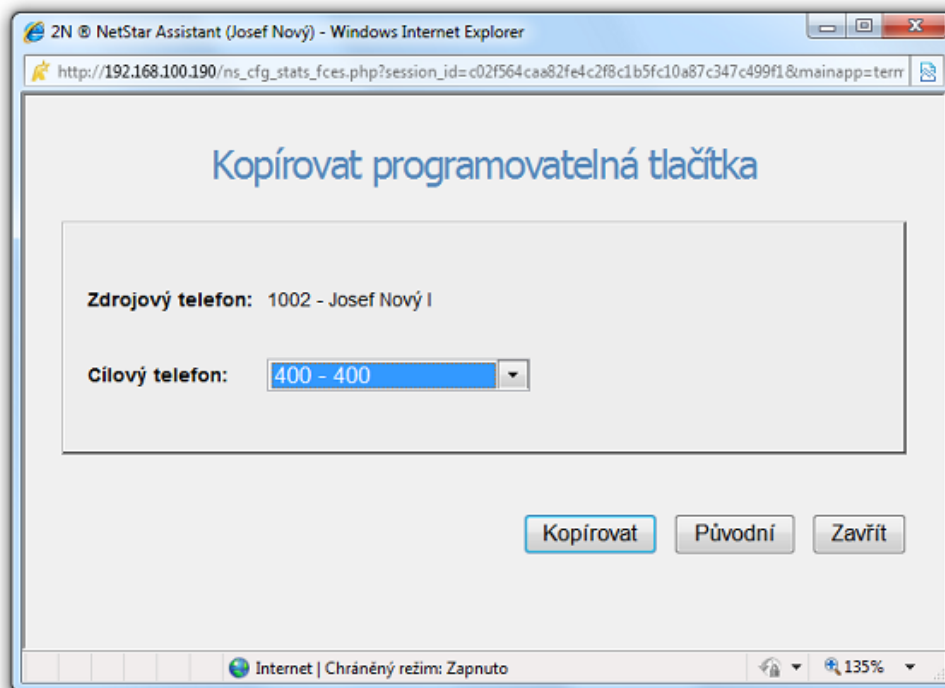 2N ® NetStar Assistant (Josef Nový) - Windows Internet Explorer
http://192.168.100.190/ns_cfg_stats_fces.php?session_id=c02f564caa82fe4c2f8c1b5fc10a87c347c499f1&mainapp=term
Kopírovat programovatelná tlačítka
Zdrojový telefon: 1002 - Josef Nový I
Cílový telefon: 400 - 400
Kopírovat Původní Zavřít
Internet | Chráněný režim: Zapnuto 135%